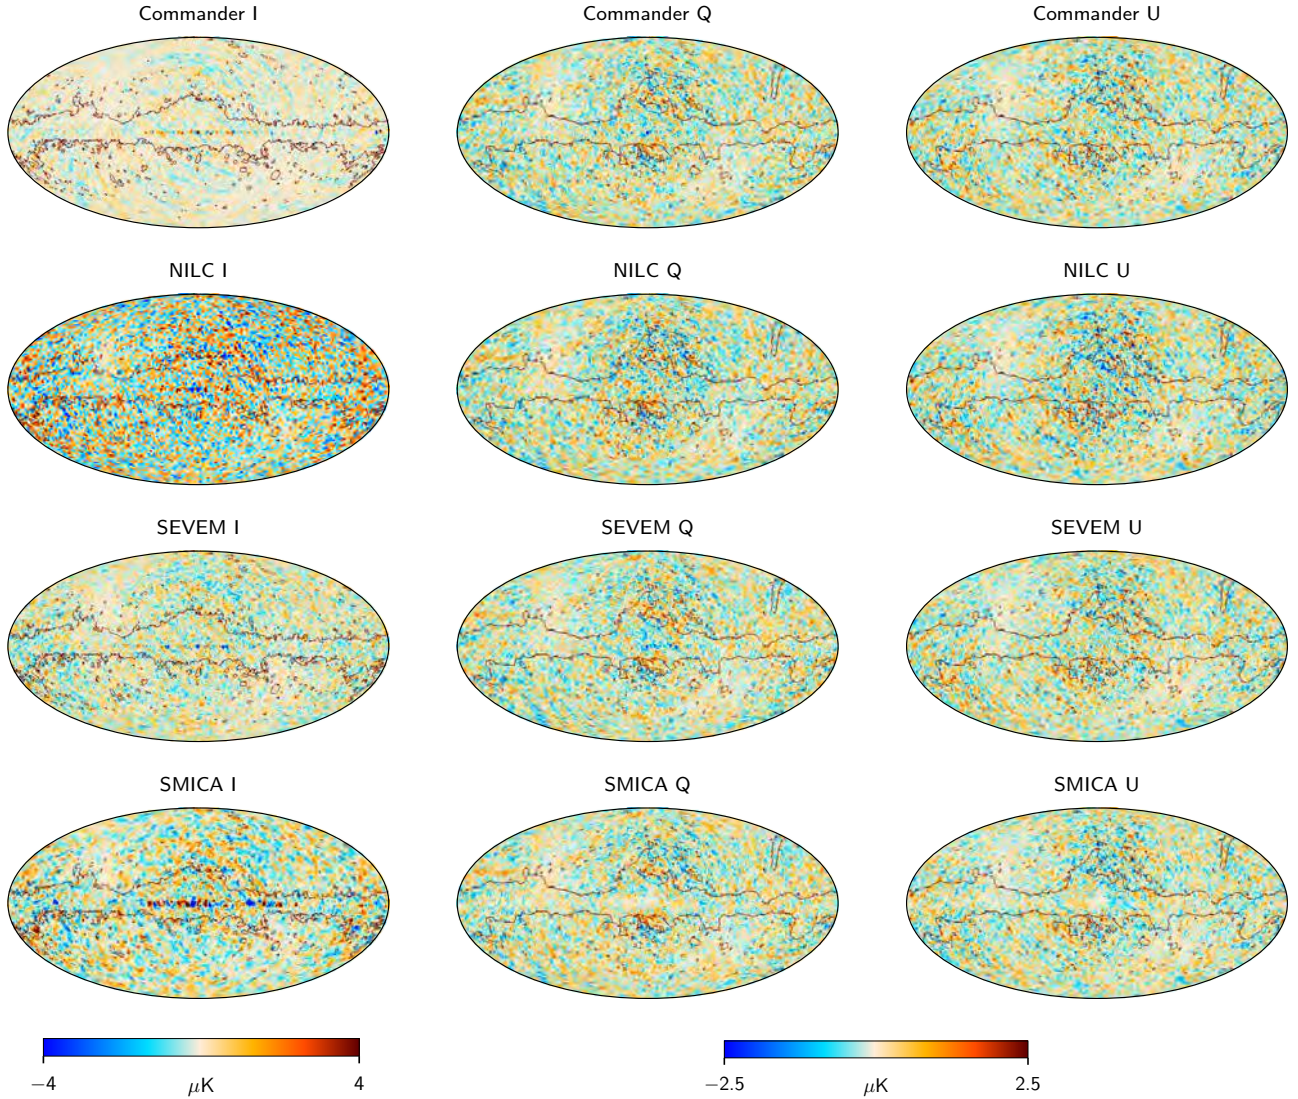 Commander I Commander Q Commander U
NILC I NILC Q NILC U
SEVEM I SEVEM Q SEVEM U
SMICA I SMICA Q SMICA U
−4 μK 4 −2.5 μK 2.5